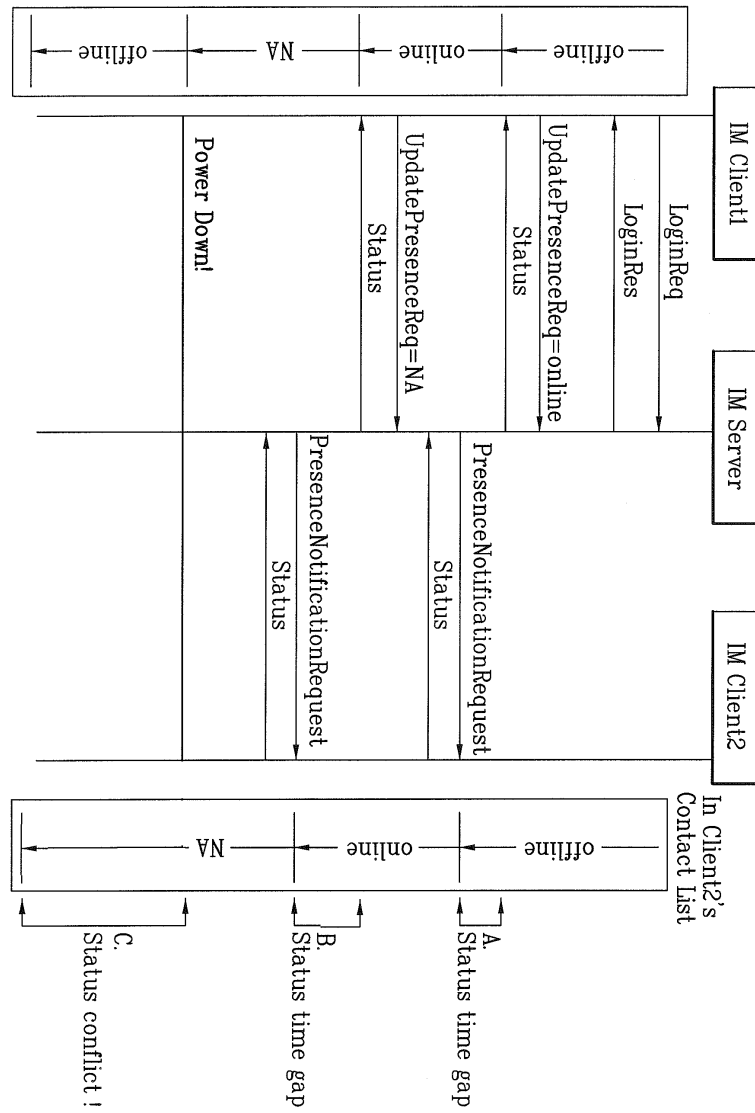 IM Client1
IM Server
IM Client2
In Client2's
Contact List
offline
online
NA
offline
LoginReq
LoginRes
UpdatePresenceReq=online
Status
PresenceNotificationRequest
Status
UpdatePresenceReq=NA
Status
PresenceNotificationRequest
Status
Power Down!
offline
online
NA
A.
Status time gap
B.
Status time gap
C.
Status conflict !